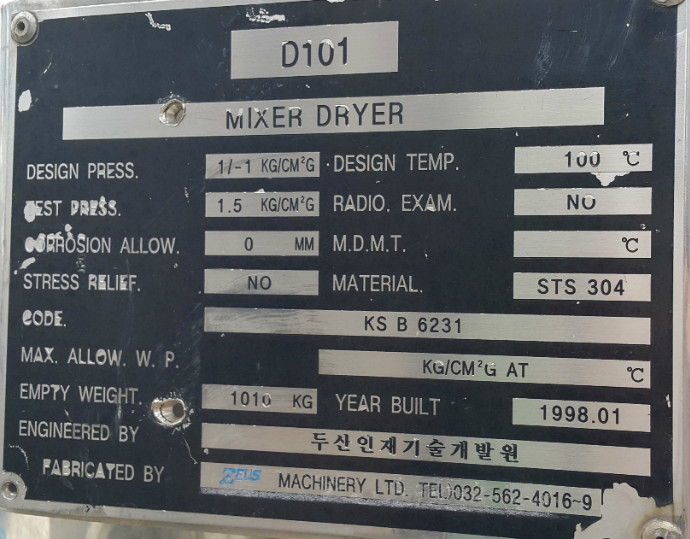 D101
MIXER DRYER
DESIGN PRESS. 1/-1 KG/CM²G DESIGN TEMP. 100 ℃
TEST PRESS. 1.5 KG/CM²G RADIO. EXAM. NO
CORROSION ALLOW. 0 MM M.D.M.T. ℃
STRESS RELIEF. NO MATERIAL. STS 304
CODE. KS B 6231
MAX. ALLOW. W. P. KG/CM²G AT ℃
EMPTY WEIGHT. 1010 KG YEAR BUILT 1998.01
ENGINEERED BY 두산인재기술개발원
FABRICATED BY ZEUS MACHINERY LTD. TEL)032-562-4016~9